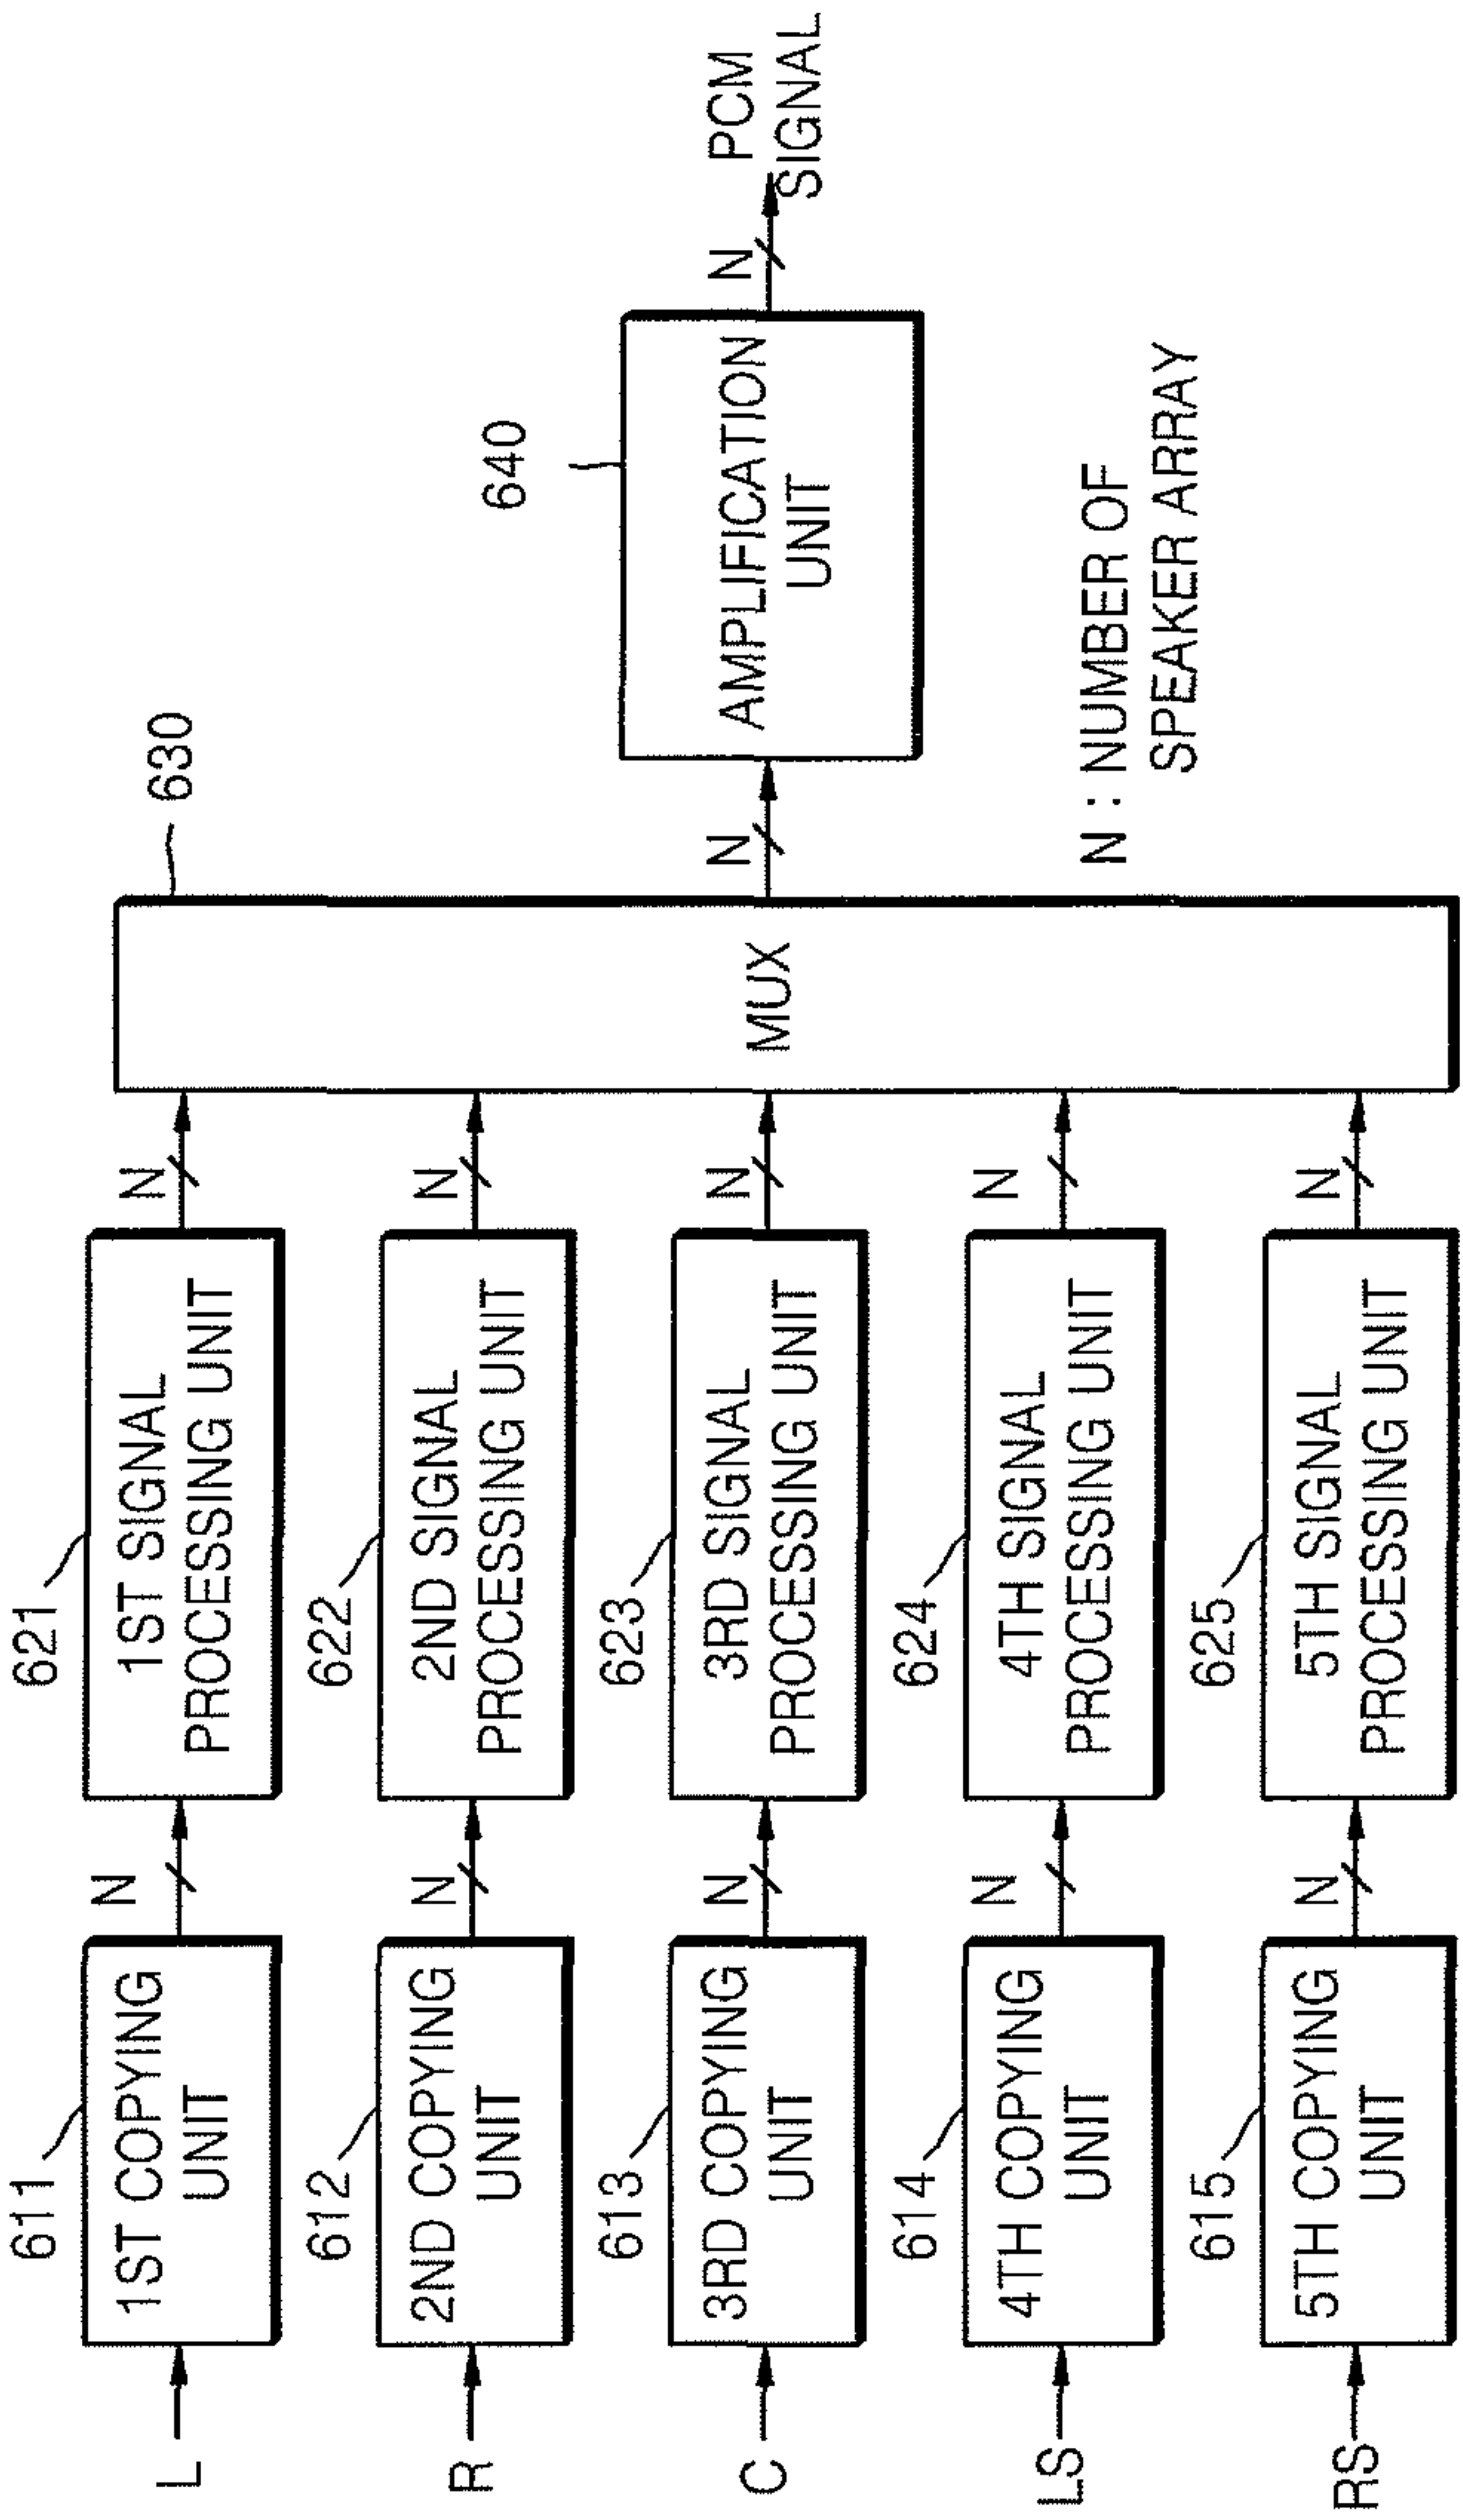 L
611
1ST COPYING
UNIT
N
621
1ST SIGNAL
PROCESSING UNIT
N
R
612
2ND COPYING
UNIT
N
622
2ND SIGNAL
PROCESSING UNIT
N
C
613
3RD COPYING
UNIT
N
623
3RD SIGNAL
PROCESSING UNIT
N
LS
614
4TH COPYING
UNIT
N
624
4TH SIGNAL
PROCESSING UNIT
N
RS
615
5TH COPYING
UNIT
N
625
5TH SIGNAL
PROCESSING UNIT
N
630
MUX
N
640
AMPLIFICATION
UNIT
N
PCM
SIGNAL
N : NUMBER OF
SPEAKER ARRAY